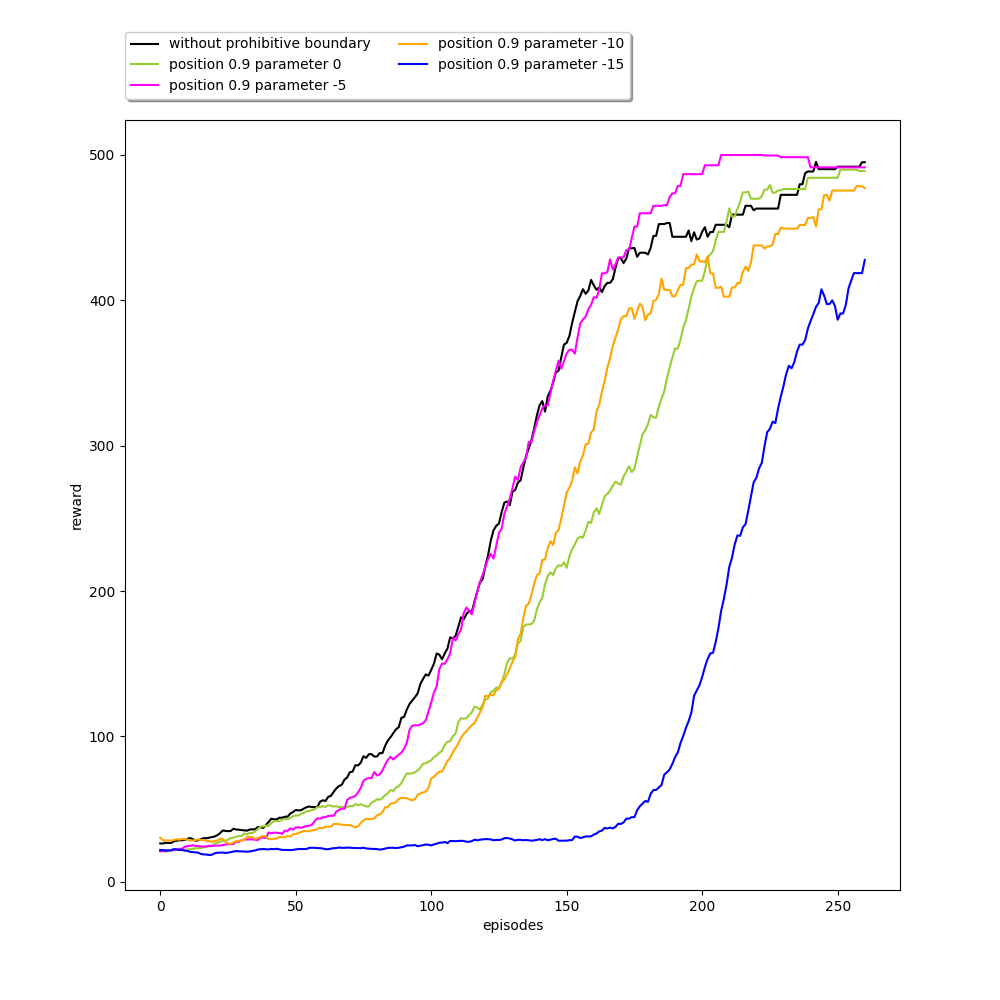 without prohibitive boundary
position 0.9 parameter 0
position 0.9 parameter -5
position 0.9 parameter -10
position 0.9 parameter -15
500
400
300
200
100
0
reward
0 50 100 150 200 250
episodes